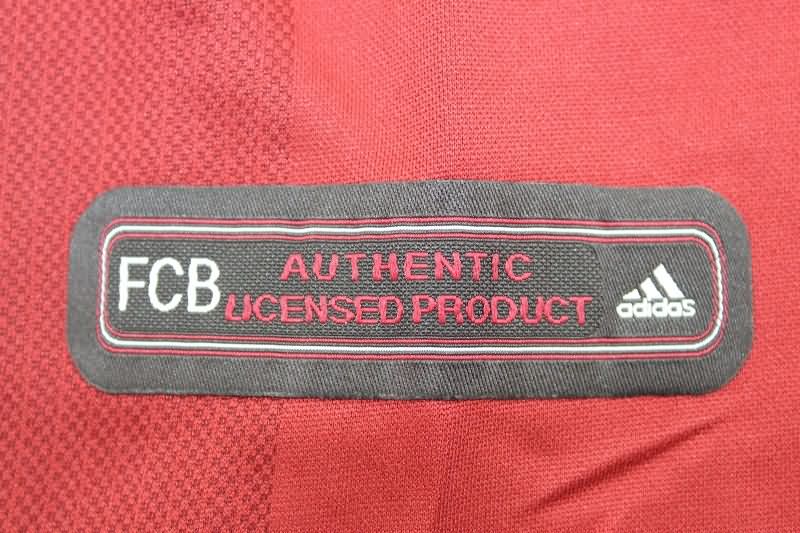 FCB
AUTHENTIC
LICENSED PRODUCT
adidas